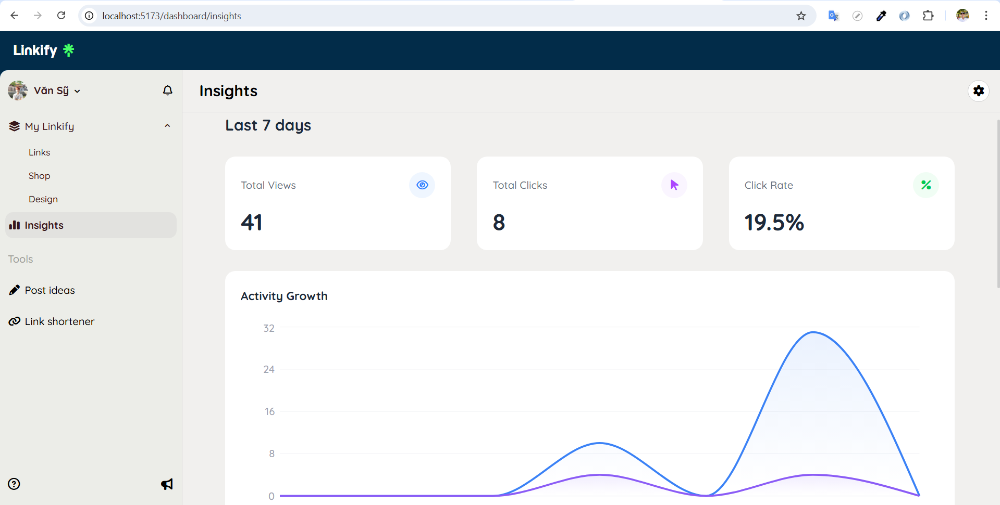 localhost:5173/dashboard/insights
Linkify
Văn Sỹ
Insights
My Linkify
Links
Shop
Design
Insights
Tools
Post ideas
Link shortener
Last 7 days
Total Views
41
Total Clicks
8
Click Rate
19.5%
Activity Growth
32
24
16
8
0